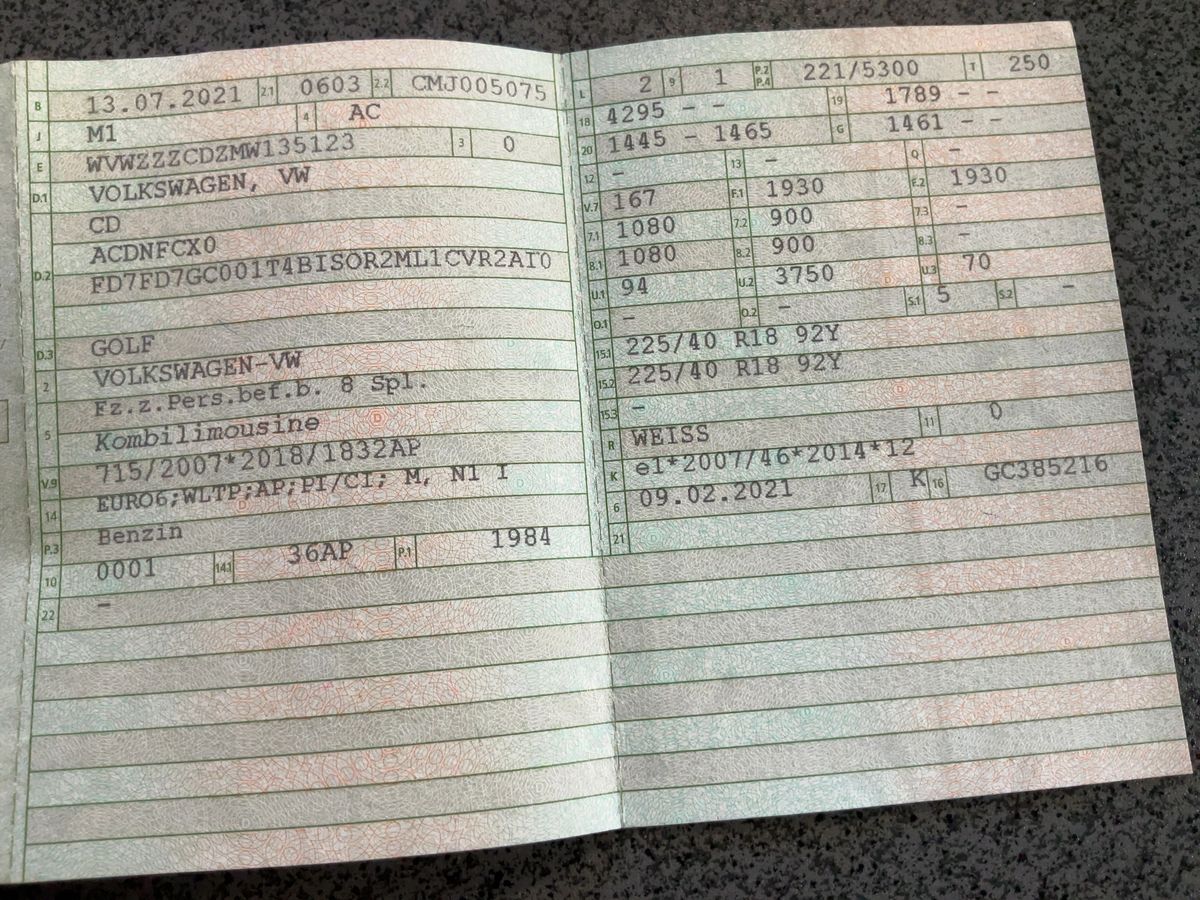 B 13.07.2021 2.1 0603 2.2 CMJ005075
J M1 4 AC
E WVWZZZCDZMW135123 3 0
D.1 VOLKSWAGEN, VW
CD
D.2 ACDNFCX0
FD7FD7GC001T4BISOR2ML1CVR2AI0
D.3 GOLF
2 VOLKSWAGEN-VW
5 Fz.z.Pers.bef.b. 8 Spl.
Kombilimousine
V.9 715/2007*2018/1832AP
14 EURO6;WLTP;AP;PI/CI; M, N1 I
P.3 Benzin
10 0001 14.1 36AP P.1 1984
22 –
L 2 9 1 P.2 P.4 221/5300 T 250
18 4295 – – 19 1789 – –
20 1445 – 1465 G 1461 – –
12 – 13 – Q –
V.7 167 F.1 1930 F.2 1930
7.1 1080 7.2 900 7.3 –
8.1 1080 8.2 900 8.3 –
U.1 94 U.2 3750 U.3 70
O.1 – O.2 – S.1 5 S.2 –
15.1 225/40 R18 92Y
15.2 225/40 R18 92Y
15.3 –
R WEISS 11 0
K e1*2007/46*2014*12
6 09.02.2021 17 K 16 GC385216
21